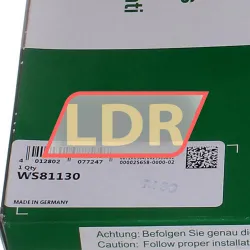 LDR
4 012802 077247
000025658-0000-02
1 Qty
WS81130
MADE IN GERMANY
Achtung: Befolgen Sie genau di
Caution: Follow proper installa